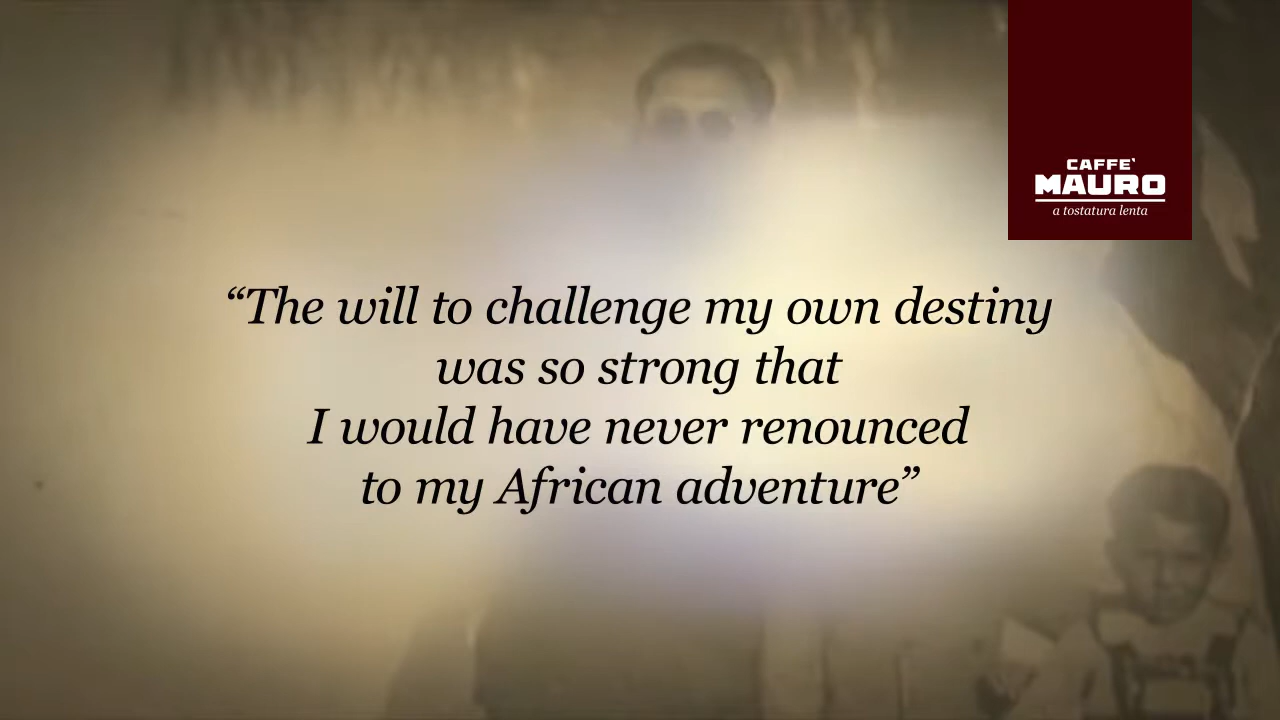 CAFFE`
MAURO
a tostatura lenta
“The will to challenge my own destiny
was so strong that
I would have never renounced
to my African adventure”